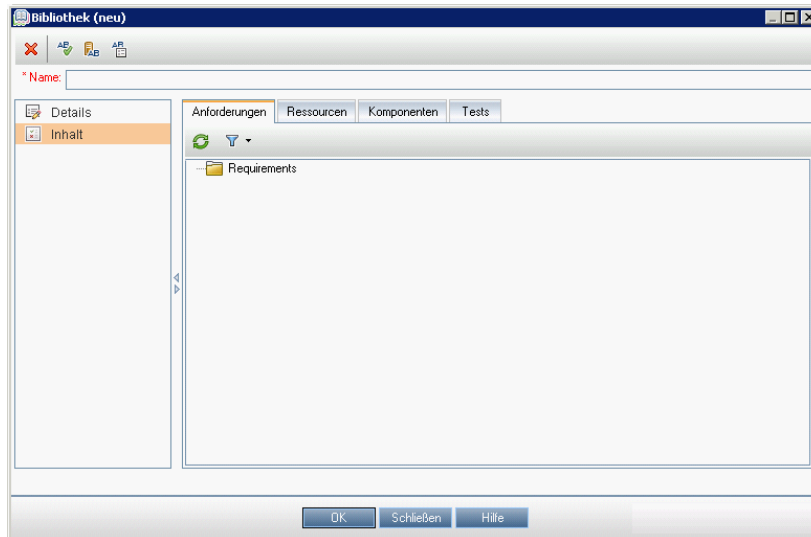 Bibliothek (neu)
* Name:
Details
Inhalt
Anforderungen Ressourcen Komponenten Tests
Requirements
OK Schließen Hilfe